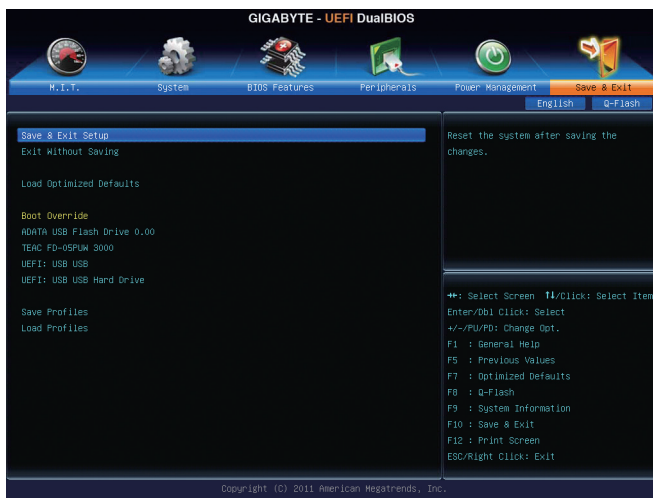 GIGABYTE - UEFI DualBIOS
M.I.T.
System
BIOS Features
Peripherals
Power Management
Save & Exit
English
Q-Flash
Save & Exit Setup
Exit Without Saving
Load Optimized Defaults
Boot Override
ADATA USB Flash Drive 0.00
TEAC FD-05PUW 3000
UEFI: USB USB
UEFI: USB USB Hard Drive
Save Profiles
Load Profiles
Reset the system after saving the
changes.
→←: Select Screen ↑↓/Click: Select Item
Enter/Dbl Click: Select
+/-/PU/PD: Change Opt.
F1 : General Help
F5 : Previous Values
F7 : Optimized Defaults
F8 : Q-Flash
F9 : System Information
F10 : Save & Exit
F12 : Print Screen
ESC/Right Click: Exit
Copyright (C) 2011 American Megatrends, Inc.